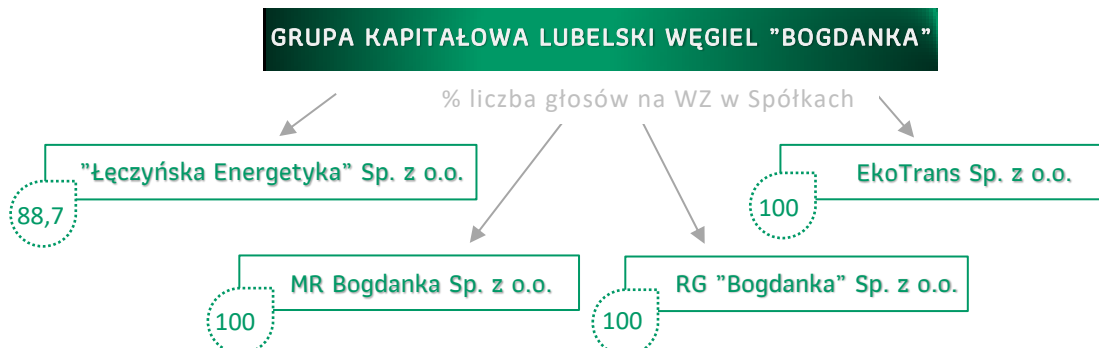 GRUPA KAPITAŁOWA LUBELSKI WĘGIEL ”BOGDANKA”
% liczba głosów na WZ w Spółkach
”Łęczyńska Energetyka” Sp. z o.o.
88,7
EkoTrans Sp. z o.o.
100
MR Bogdanka Sp. z o.o.
100
RG ”Bogdanka” Sp. z o.o.
100